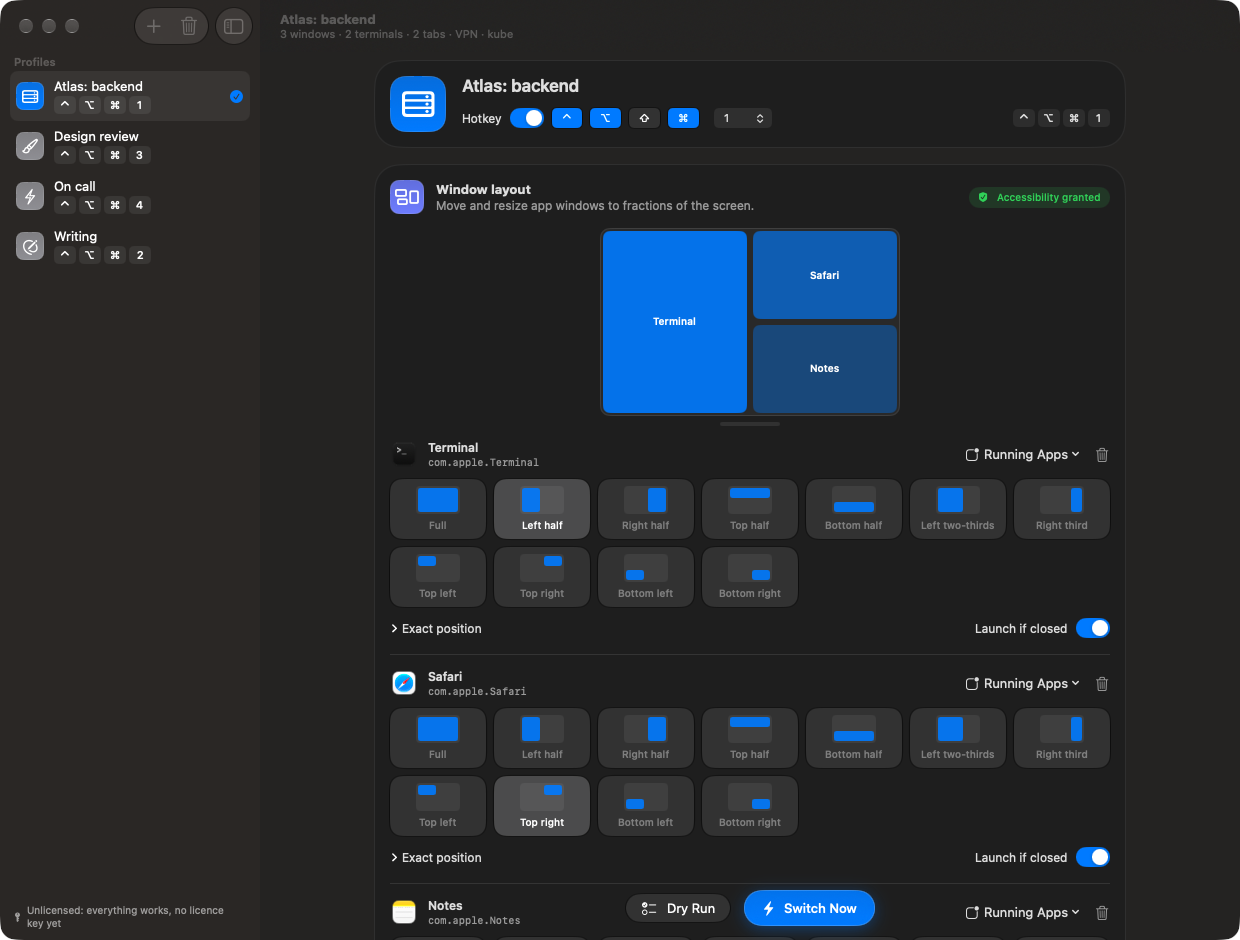 Atlas: backend
3 windows · 2 terminals · 2 tabs · VPN · kube
Profiles
Atlas: backend
⌃ ⌥ ⌘ 1
Design review
⌃ ⌥ ⌘ 3
On call
⌃ ⌥ ⌘ 4
Writing
⌃ ⌥ ⌘ 2
Unlicensed: everything works, no licence
key yet
Atlas: backend
Hotkey ⌃ ⌥ ⇧ ⌘ 1
⌃ ⌥ ⌘ 1
Window layout
Move and resize app windows to fractions of the screen.
Accessibility granted
Terminal
Safari
Notes
Terminal
com.apple.Terminal
Running Apps
Full
Left half
Right half
Top half
Bottom half
Left two-thirds
Right third
Top left
Top right
Bottom left
Bottom right
Exact position
Launch if closed
Safari
com.apple.Safari
Running Apps
Full
Left half
Right half
Top half
Bottom half
Left two-thirds
Right third
Top left
Top right
Bottom left
Bottom right
Exact position
Launch if closed
Notes
com.apple.Notes
Running Apps
Dry Run
Switch Now